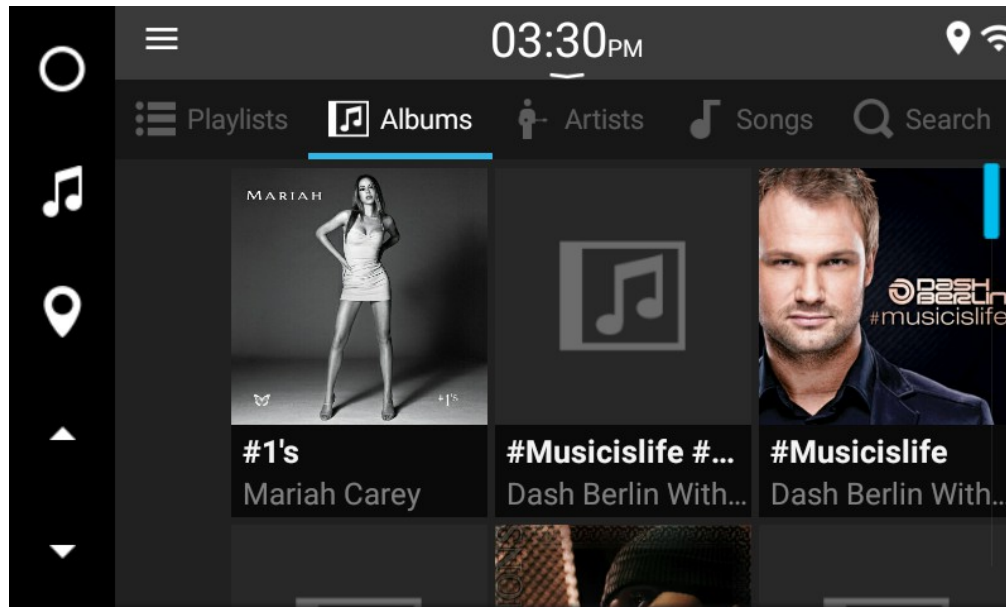 03:30PM
Playlists
Albums
Artists
Songs
Search
MARIAH
#1's
DASH
BERLIN
#musicislife
#1's
Mariah Carey
#Musicislife #...
Dash Berlin With...
#Musicislife
Dash Berlin With...